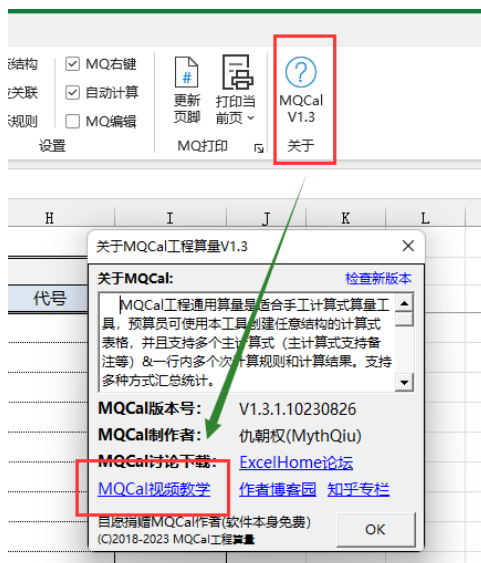 结构 MQ右键
关联 自动计算 更新 打印当 MQCal
规则 MQ编辑 页脚 前页 V1.3
设置 MQ打印 关于
H I J K L
关于MQCal工程算量V1.3
关于MQCal: 检查新版本
代号
MQCal工程通用算量是适合手工计算式算量工
具，预算员可使用本工具创建任意结构的计算式
表格，并且支持多个主计算式（主计算式支持备
注等）&一行内多个次计算规则和计算结果。支持
多种方式汇总统计。
MQCal版本号： V1.3.1.10230826
MQCal制作者： 仇朝权(MythQiu)
MQCal讨论下载： ExcelHome论坛
MQCal视频教学 作者博客园 知乎专栏
自愿捐赠MQCal作者(软件本身免费)
(C)2018-2023 MQCal工程算量
OK